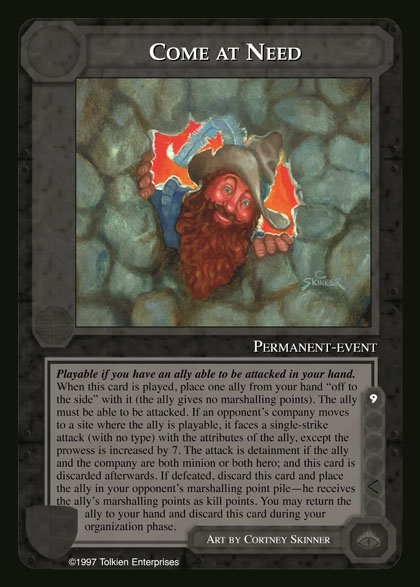 COME AT NEED
C
SKINNER
PERMANENT-EVENT
Playable if you have an ally able to be attacked in your hand.
When this card is played, place one ally from your hand “off to
the side” with it (the ally gives no marshalling points). The ally
must be able to be attacked. If an opponent’s company moves
to a site where the ally is playable, it faces a single-strike
attack (with no type) with the attributes of the ally, except the
prowess is increased by 7. The attack is detainment if the ally
and the company are both minion or both hero; and this card is
discarded afterwards. If defeated, discard this card and place
the ally in your opponent’s marshalling point pile—he receives
the ally’s marshalling points as kill points. You may return the
ally to your hand and discard this card during your
organization phase.
9
ART BY CORTNEY SKINNER
©1997 Tolkien Enterprises